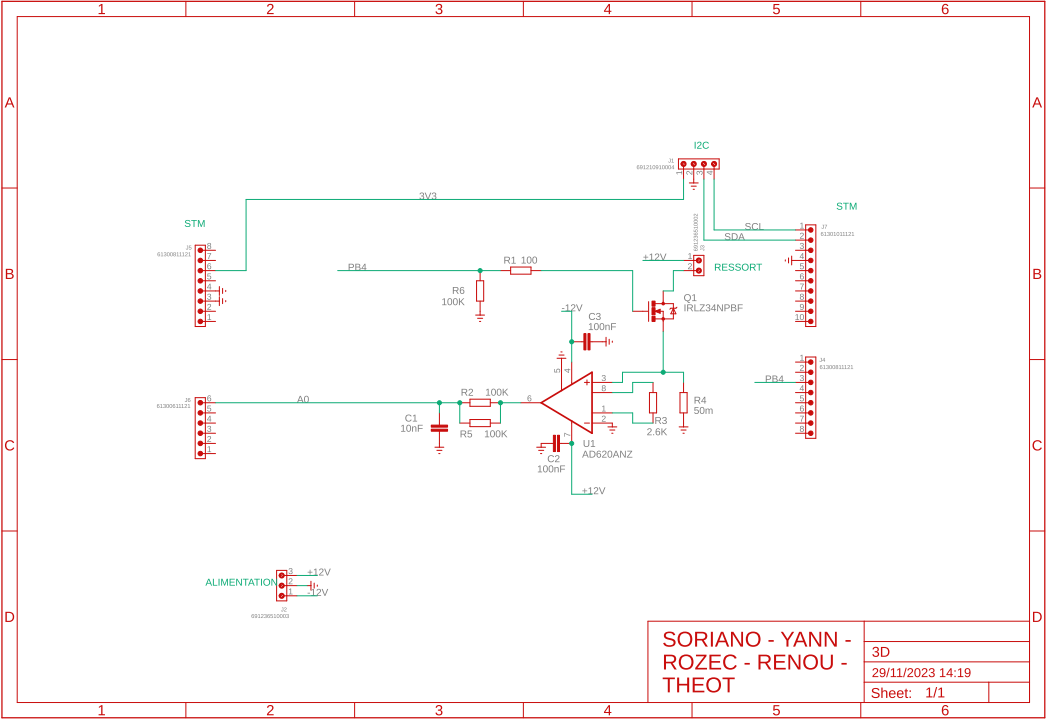 1 2 3 4 5 6
A A
I2C
J1
691210910004
1 2 3 4
3V3
STM
J5
61300811121
8
7
6
5
4
3
2
1
STM
J7
61301011121
SCL
SDA
1
2
3
4
5
6
7
8
9
10
B B
691236510002
J3
+12V
1
2
RESSORT
PB4
R1 100
R6
100K
Q1
IRLZ34NPBF
-12V
C3
100nF
5 4
3
8
1
2
6
7
+
-
U1
AD620ANZ
R3
2.6K
R4
50m
J4
61300811121
PB4
1
2
3
4
5
6
7
8
J6
61300611121
6
5
4
3
2
1
A0
R2 100K
R5 100K
C1
10nF
C2
100nF
+12V
C C
ALIMENTATION
3 +12V
2
1 -12V
J2
691236510003
D D
SORIANO - YANN -
ROZEC - RENOU -
THEOT
3D
29/11/2023 14:19
Sheet: 1/1
1 2 3 4 5 6